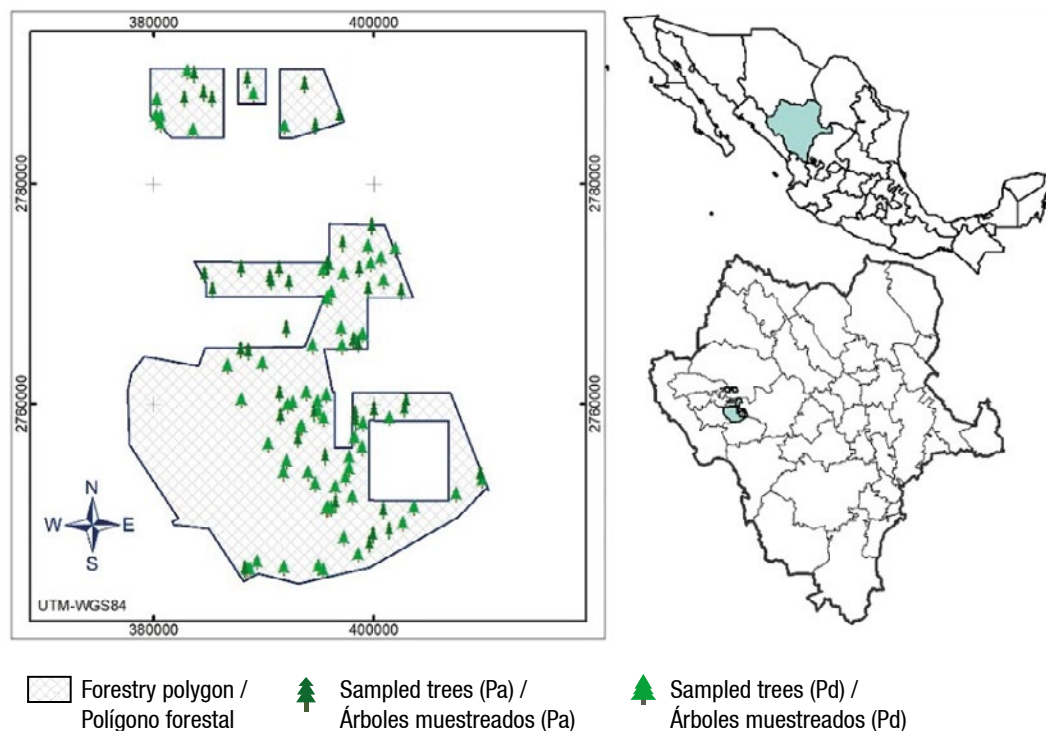 380000 400000
2780000 2780000
2760000 2760000
N
W E
S
UTM-WGS84
380000 400000
Forestry polygon /
Polígono forestal
Sampled trees (Pa) /
Árboles muestreados (Pa)
Sampled trees (Pd) /
Árboles muestreados (Pd)